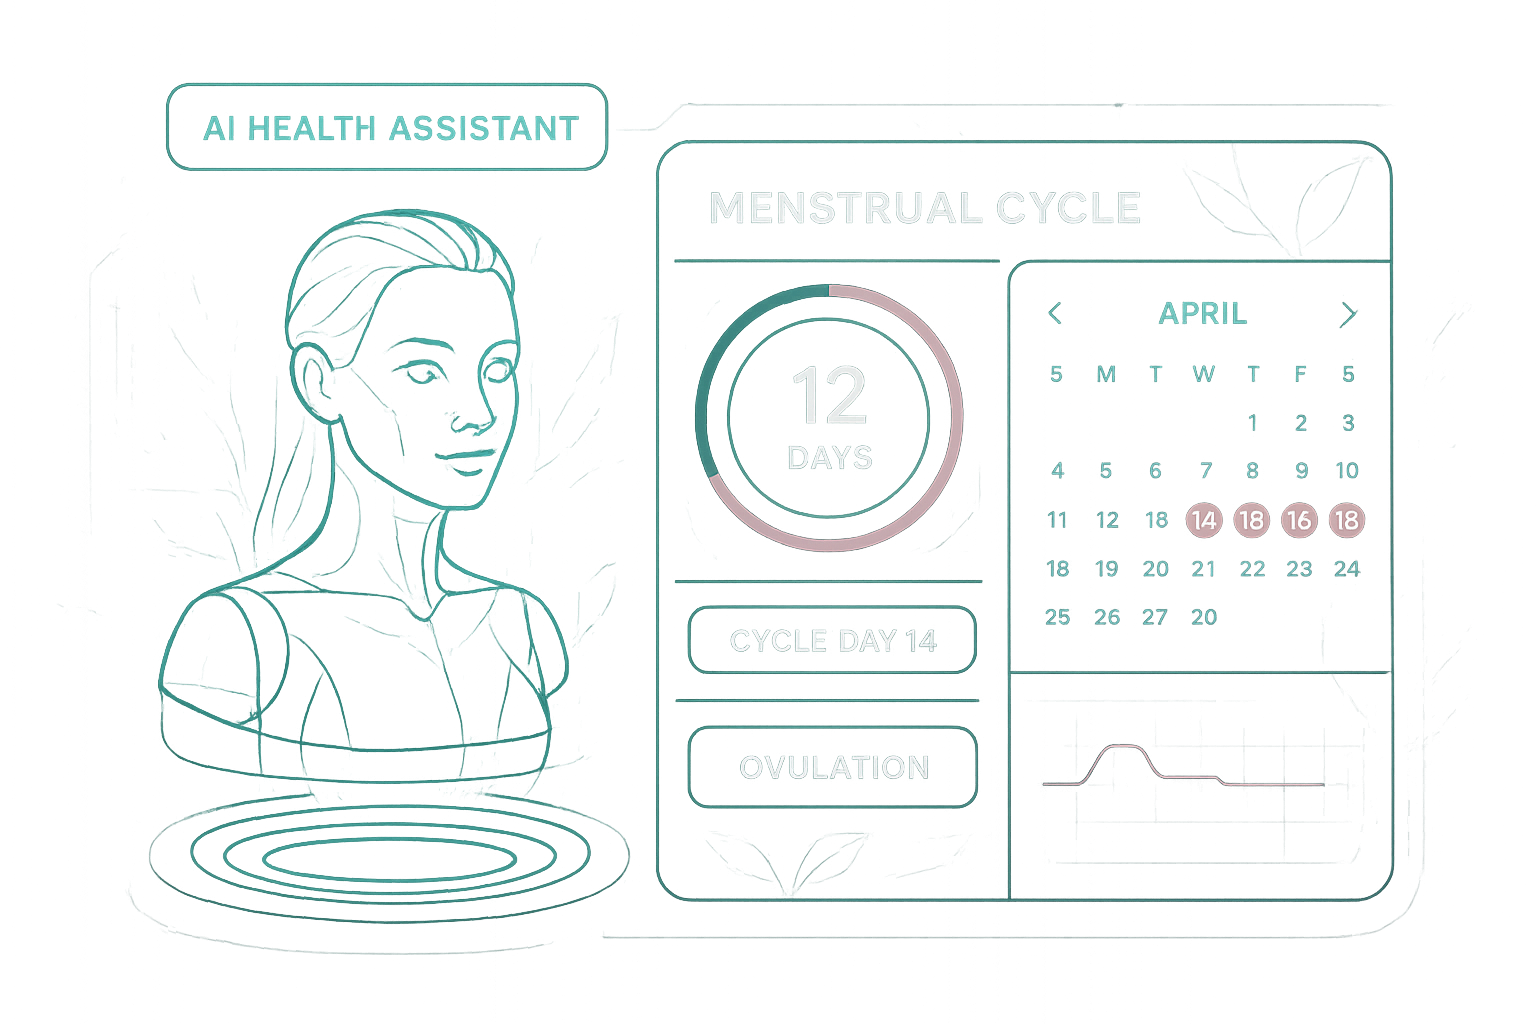 AI HEALTH ASSISTANT
MENSTRUAL CYCLE
12
DAYS
CYCLE DAY 14
OVULATION
< APRIL >
5 M T W T F 5
1 2 3
4 5 6 7 8 9 10
11 12 18 14 18 16 18
18 19 20 21 22 23 24
25 26 27 20